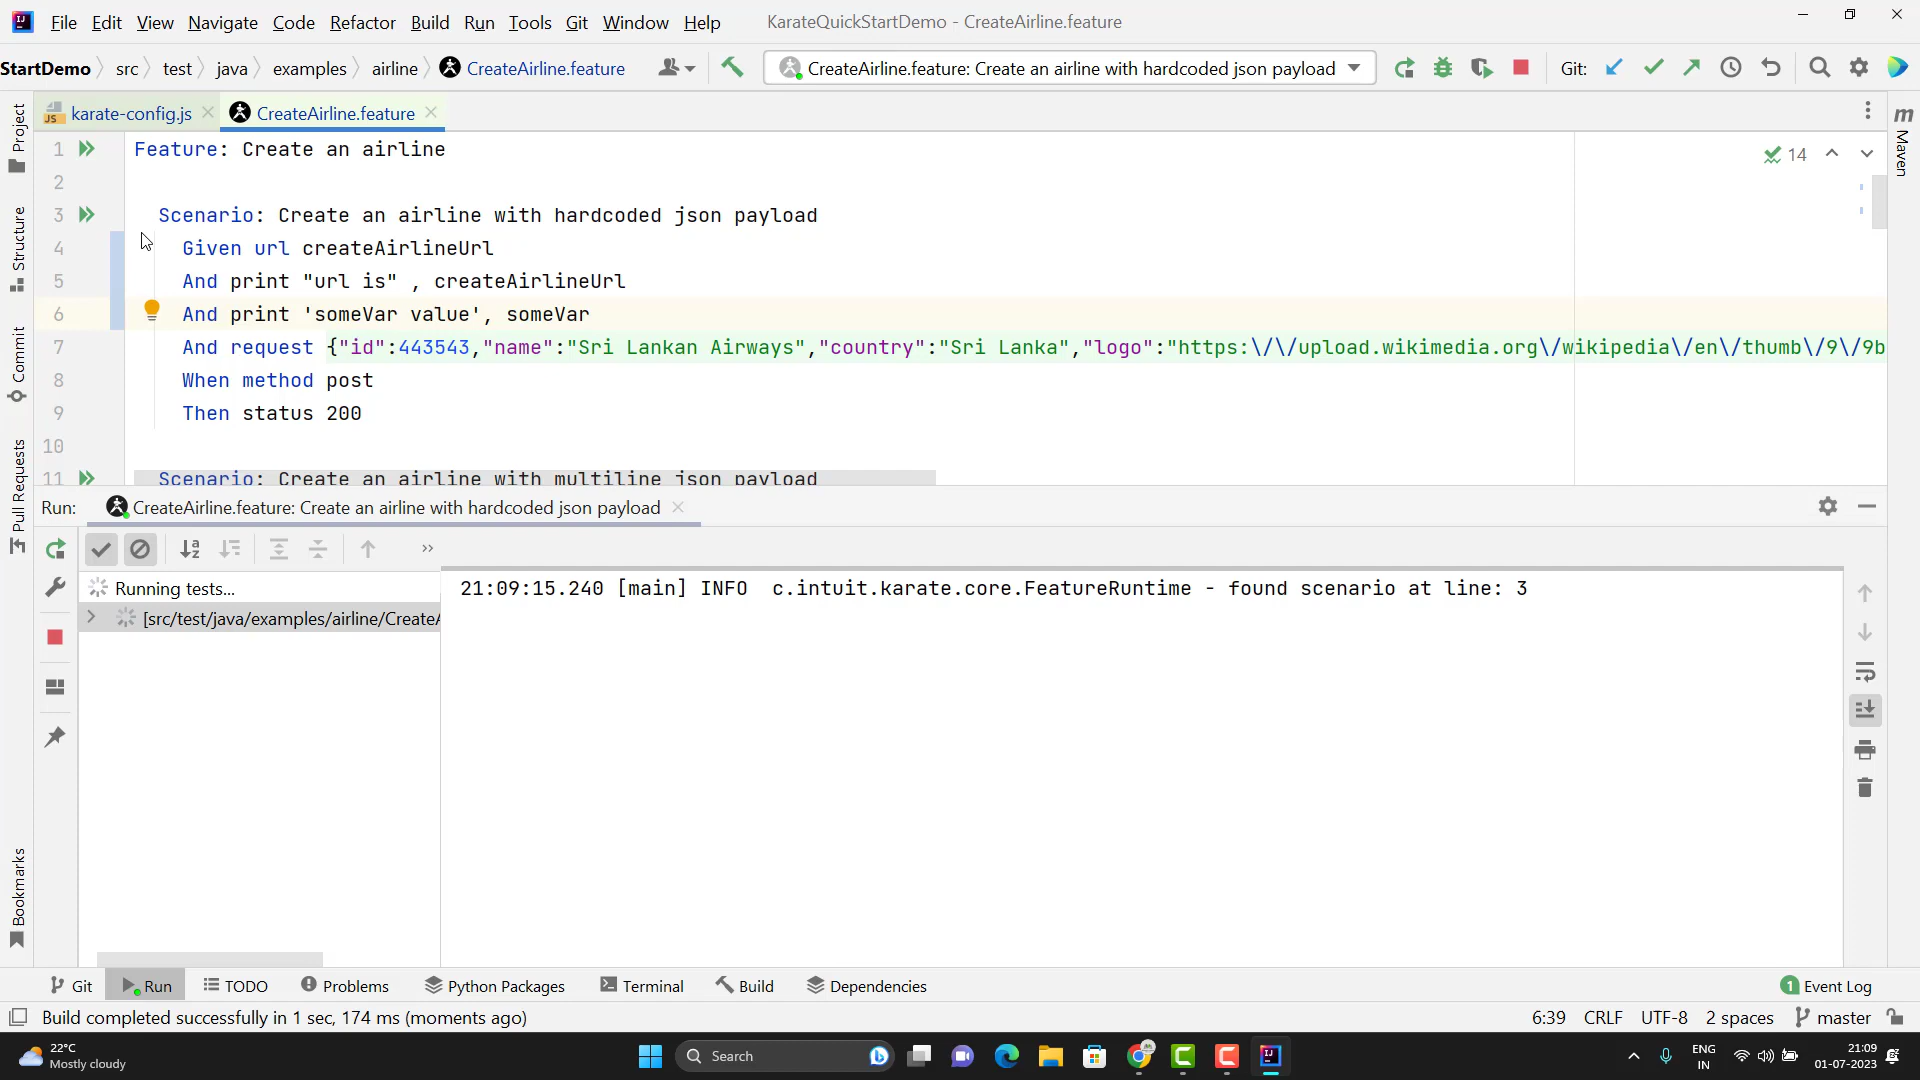 File Edit View Navigate Code Refactor Build Run Tools Git Window Help KarateQuickStartDemo - CreateAirline.feature
StartDemo src test java examples airline CreateAirline.feature CreateAirline.feature: Create an airline with hardcoded json payload Git:
karate-config.js CreateAirline.feature
1 Feature: Create an airline 14
2
3 Scenario: Create an airline with hardcoded json payload
4 Given url createAirlineUrl
5 And print "url is" , createAirlineUrl
6 And print 'someVar value', someVar
7 And request {"id":443543,"name":"Sri Lankan Airways","country":"Sri Lanka","logo":"https:\/\/upload.wikimedia.org\/wikipedia\/en\/thumb\/9\/9b
8 When method post
9 Then status 200
10
11 Scenario: Create an airline with multiline json payload
Project
Structure
Commit
Pull Requests
Bookmarks
m
Maven
Run: CreateAirline.feature: Create an airline with hardcoded json payload
Running tests...
[src/test/java/examples/airline/CreateA
21:09:15.240 [main] INFO c.intuit.karate.core.FeatureRuntime - found scenario at line: 3
Git Run TODO Problems Python Packages Terminal Build Dependencies 1 Event Log
Build completed successfully in 1 sec, 174 ms (moments ago) 6:39 CRLF UTF-8 2 spaces master
22°C
Mostly cloudy
Search
ENG
IN
21:09
01-07-2023